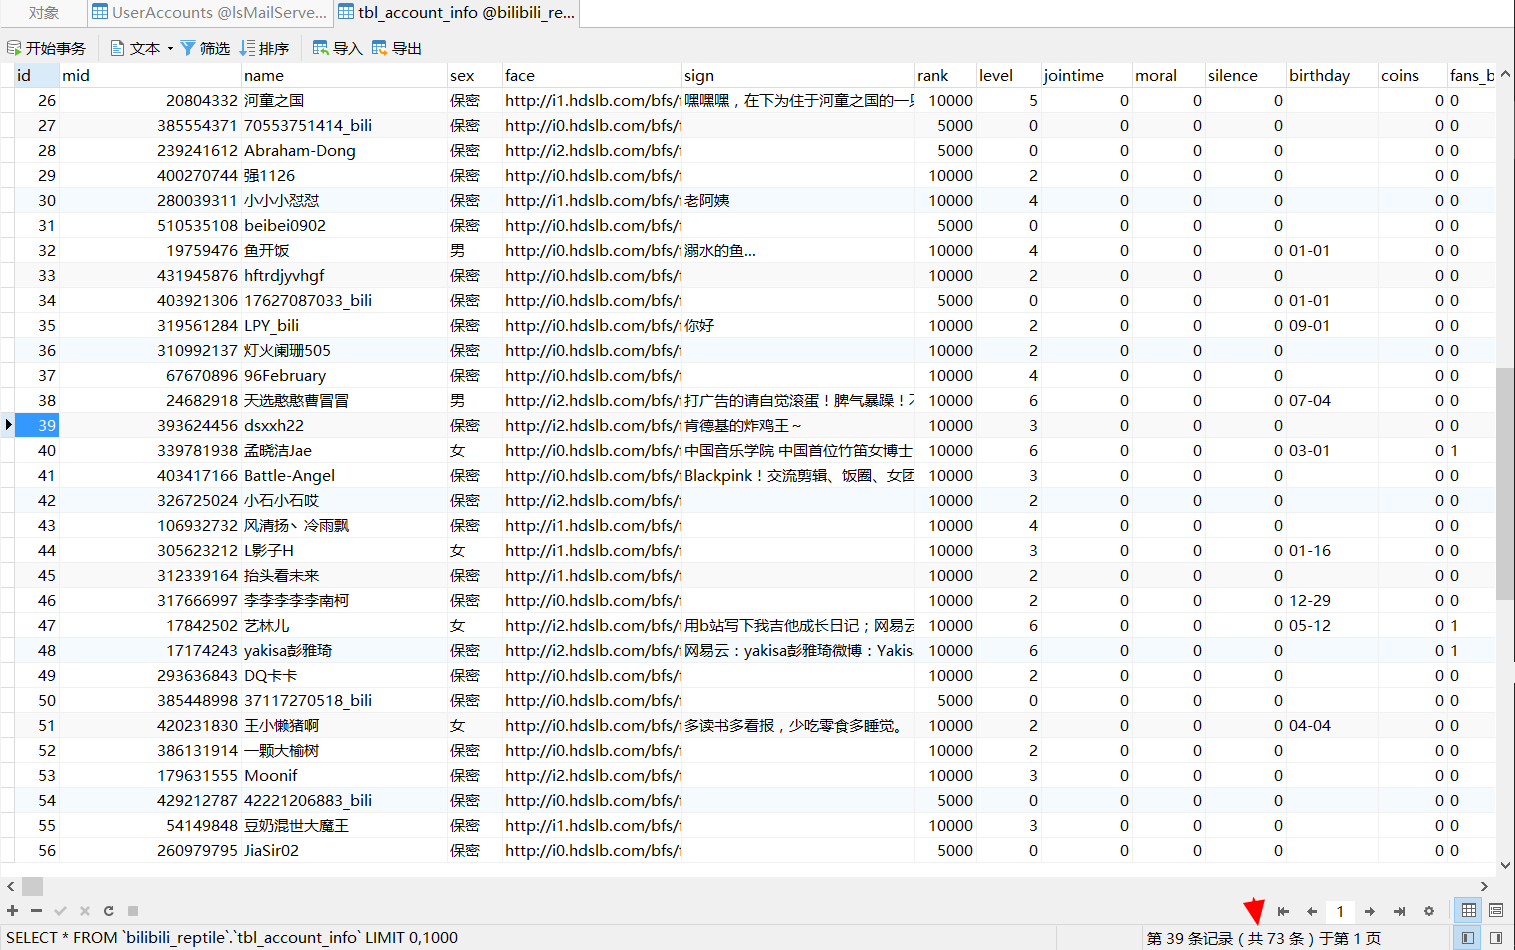 对象 UserAccounts @lsMailServe... tbl_account_info @bilibili_re...
开始事务 文本 筛选 排序 导入 导出
id mid name sex face sign rank level jointime moral silence birthday coins fans_b
26 20804332 河童之国 保密 http://i1.hdslb.com/bfs/ 嘿嘿嘿，在下为住于河童之国的一 10000 5 0 0 0 0 0
27 385554371 70553751414_bili 保密 http://i0.hdslb.com/bfs/ 5000 0 0 0 0 0 0
28 239241612 Abraham-Dong 保密 http://i2.hdslb.com/bfs/ 5000 0 0 0 0 0 0
29 400270744 强1126 保密 http://i0.hdslb.com/bfs/ 10000 2 0 0 0 0 0
30 280039311 小小小怼怼 保密 http://i1.hdslb.com/bfs/ 老阿姨 10000 4 0 0 0 0 0
31 510535108 beibei0902 保密 http://i0.hdslb.com/bfs/ 5000 0 0 0 0 0 0
32 19759476 鱼开饭 男 http://i0.hdslb.com/bfs/ 溺水的鱼... 10000 4 0 0 0 01-01 0 0
33 431945876 hftrdjyvhgf 保密 http://i0.hdslb.com/bfs/ 10000 2 0 0 0 0 0
34 403921306 17627087033_bili 保密 http://i0.hdslb.com/bfs/ 5000 0 0 0 0 01-01 0 0
35 319561284 LPY_bili 保密 http://i0.hdslb.com/bfs/ 你好 10000 2 0 0 0 09-01 0 0
36 310992137 灯火阑珊505 保密 http://i0.hdslb.com/bfs/ 10000 2 0 0 0 0 0
37 67670896 96February 保密 http://i0.hdslb.com/bfs/ 10000 4 0 0 0 0 0
38 24682918 天选憨憨曹冒冒 男 http://i2.hdslb.com/bfs/ 打广告的请自觉滚蛋！脾气暴躁！ 10000 6 0 0 0 07-04 0 0
39 393624456 dsxxh22 保密 http://i2.hdslb.com/bfs/ 肯德基的炸鸡王～ 10000 3 0 0 0 0 0
40 339781938 孟晓洁Jae 女 http://i0.hdslb.com/bfs/ 中国音乐学院 中国首位竹笛女博士 10000 6 0 0 0 03-01 0 1
41 403417166 Battle-Angel 保密 http://i0.hdslb.com/bfs/ Blackpink！交流剪辑、饭圈、女团 10000 3 0 0 0 0 0
42 326725024 小石小石哎 保密 http://i2.hdslb.com/bfs/ 10000 2 0 0 0 0 0
43 106932732 风清扬丶冷雨飘 保密 http://i1.hdslb.com/bfs/ 10000 4 0 0 0 0 0
44 305623212 L影子H 女 http://i1.hdslb.com/bfs/ 10000 3 0 0 0 01-16 0 0
45 312339164 抬头看未来 保密 http://i1.hdslb.com/bfs/ 10000 2 0 0 0 0 0
46 317666997 李李李李李南柯 保密 http://i0.hdslb.com/bfs/ 10000 2 0 0 0 12-29 0 0
47 17842502 艺林儿 女 http://i2.hdslb.com/bfs/ 用b站写下我吉他成长日记；网易云 10000 6 0 0 0 05-12 0 1
48 17174243 yakisa彭雅琦 保密 http://i2.hdslb.com/bfs/ 网易云：yakisa彭雅琦微博：Yakisa 10000 6 0 0 0 0 1
49 293636843 DQ卡卡 保密 http://i0.hdslb.com/bfs/ 10000 2 0 0 0 0 0
50 385448998 37117270518_bili 保密 http://i0.hdslb.com/bfs/ 5000 0 0 0 0 0 0
51 420231830 王小懒猪啊 女 http://i0.hdslb.com/bfs/ 多读书多看报，少吃零食多睡觉。 10000 2 0 0 0 04-04 0 0
52 386131914 一颗大榆树 保密 http://i0.hdslb.com/bfs/ 10000 2 0 0 0 0 0
53 179631555 Moonif 保密 http://i2.hdslb.com/bfs/ 10000 3 0 0 0 0 0
54 429212787 42221206883_bili 保密 http://i0.hdslb.com/bfs/ 5000 0 0 0 0 0 0
55 54149848 豆奶混世大魔王 保密 http://i1.hdslb.com/bfs/ 10000 3 0 0 0 0 0
56 260979795 JiaSir02 保密 http://i0.hdslb.com/bfs/ 5000 0 0 0 0 0 0
1
SELECT * FROM `bilibili_reptile`.`tbl_account_info` LIMIT 0,1000 第 39 条记录 ( 共 73 条 ) 于第 1 页